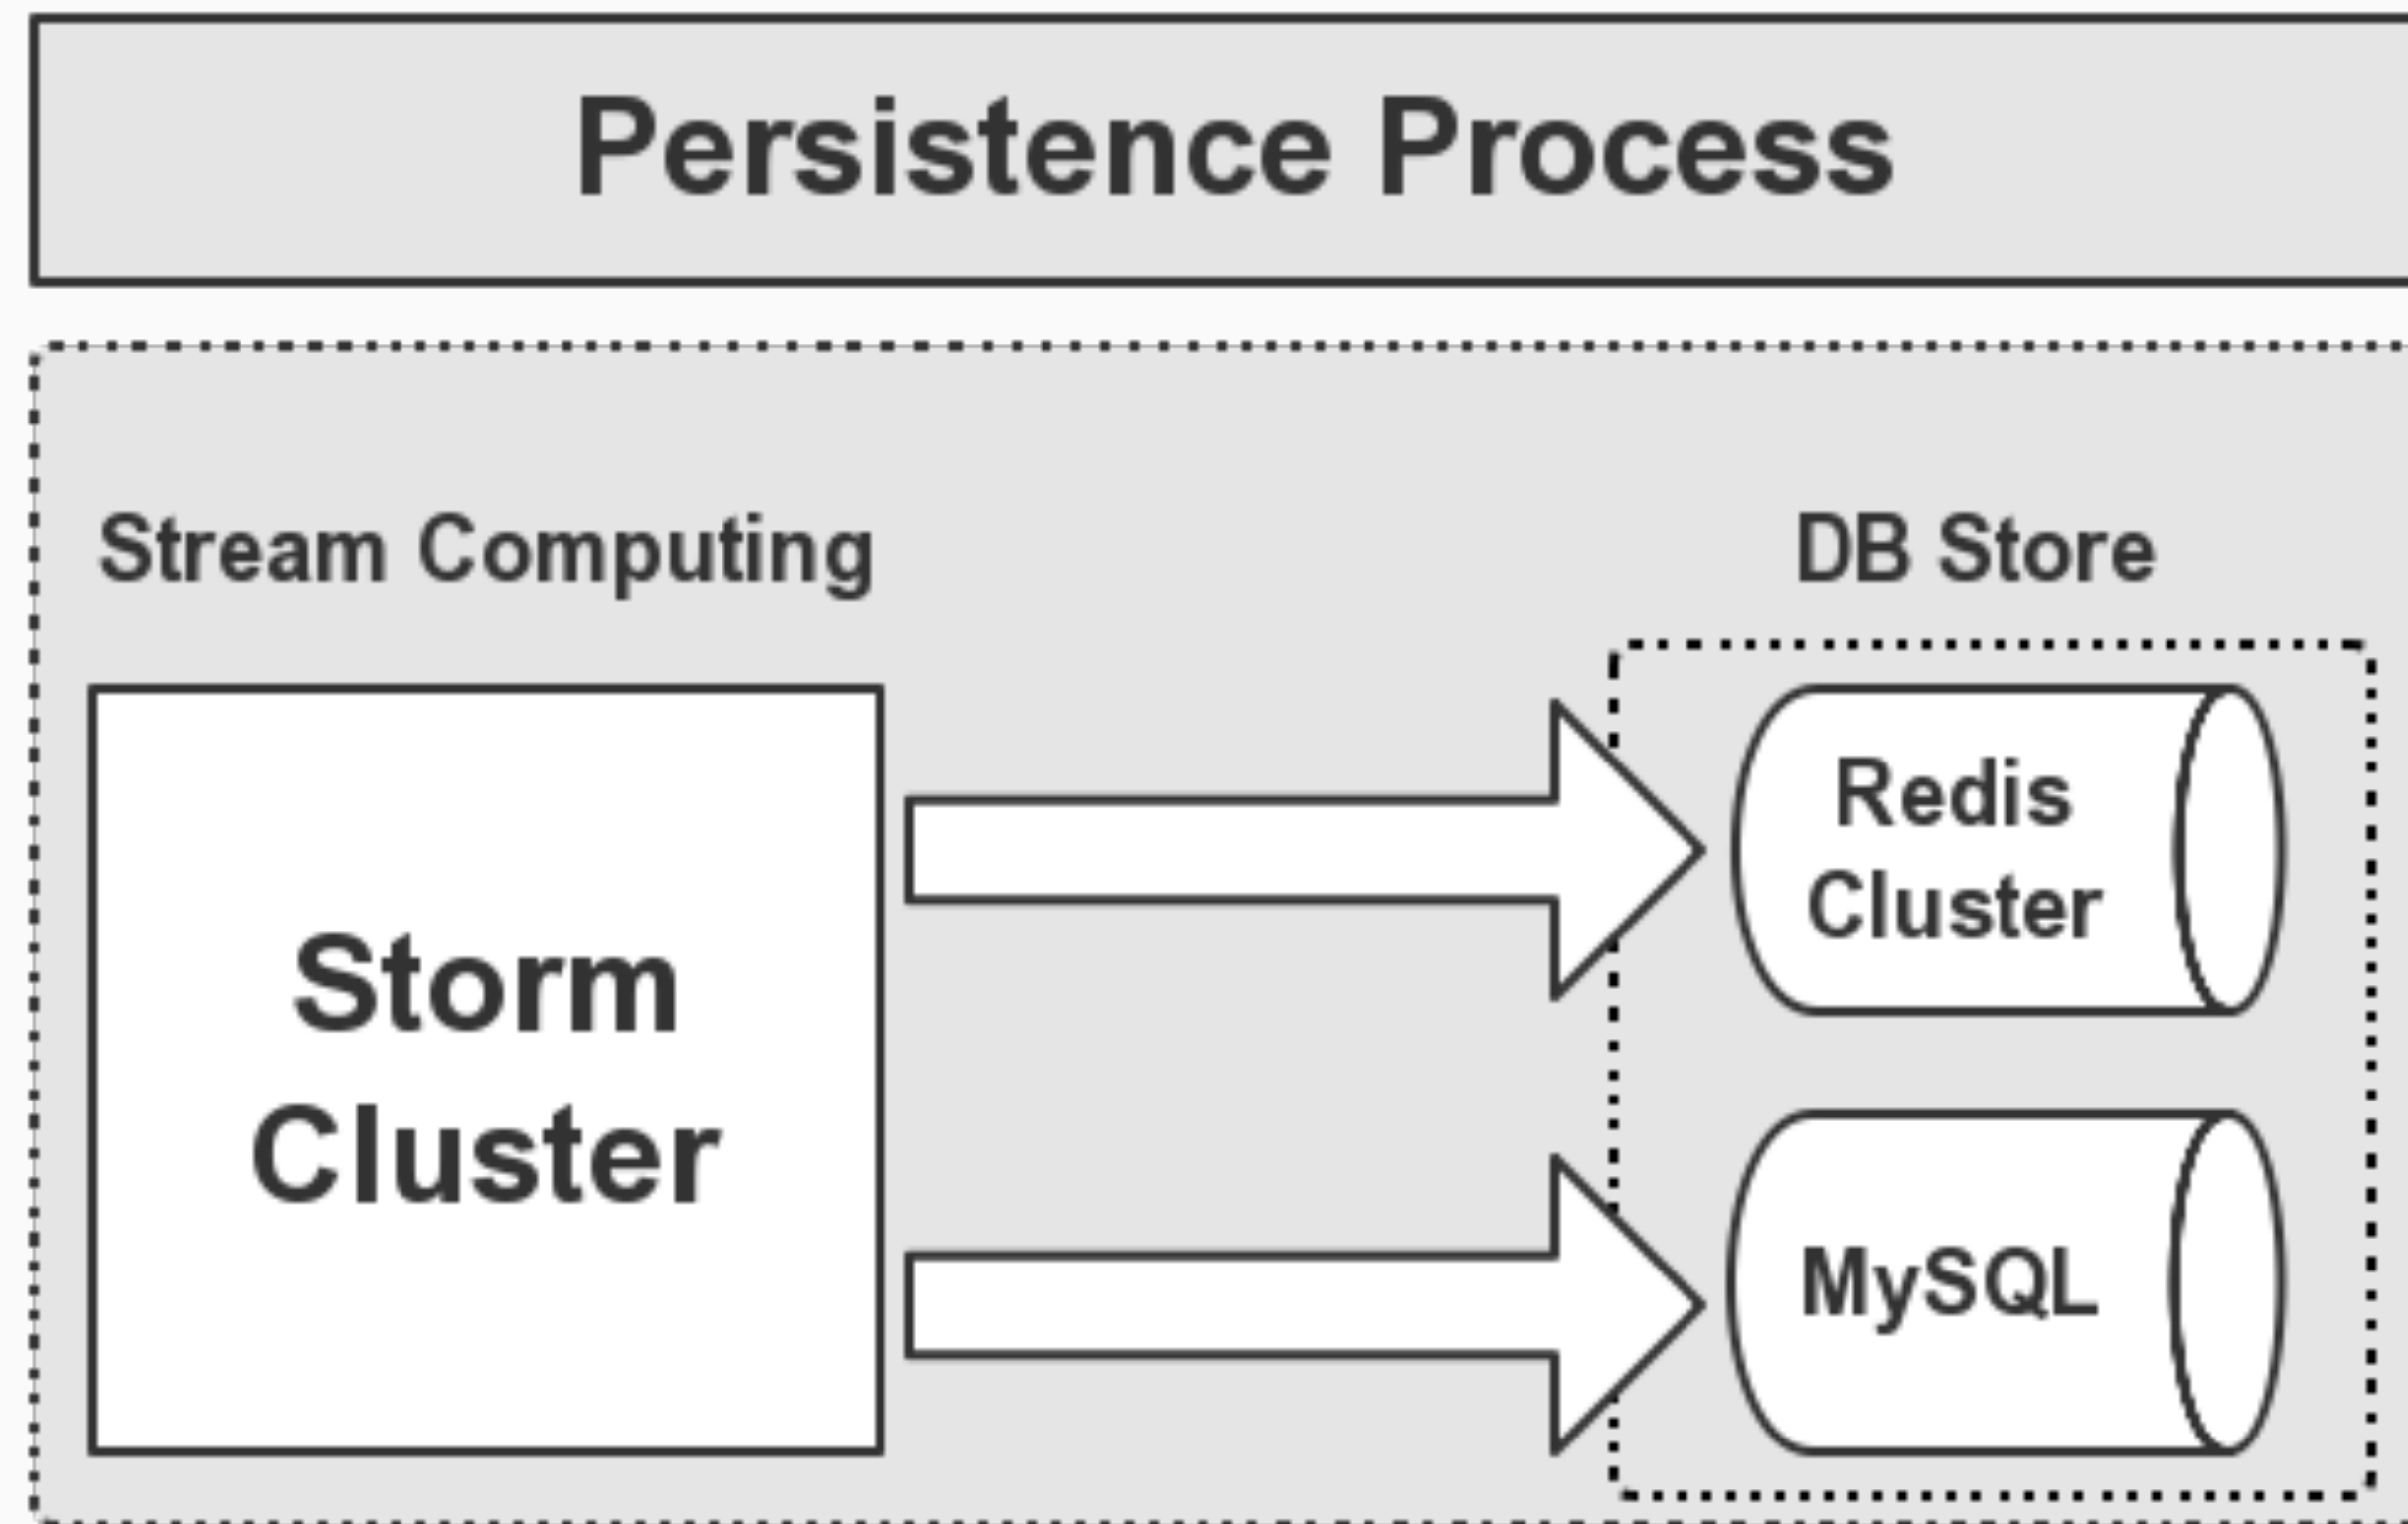 Persistence Process
Stream Computing
DB Store
Storm
Cluster
Redis
Cluster
MySQL